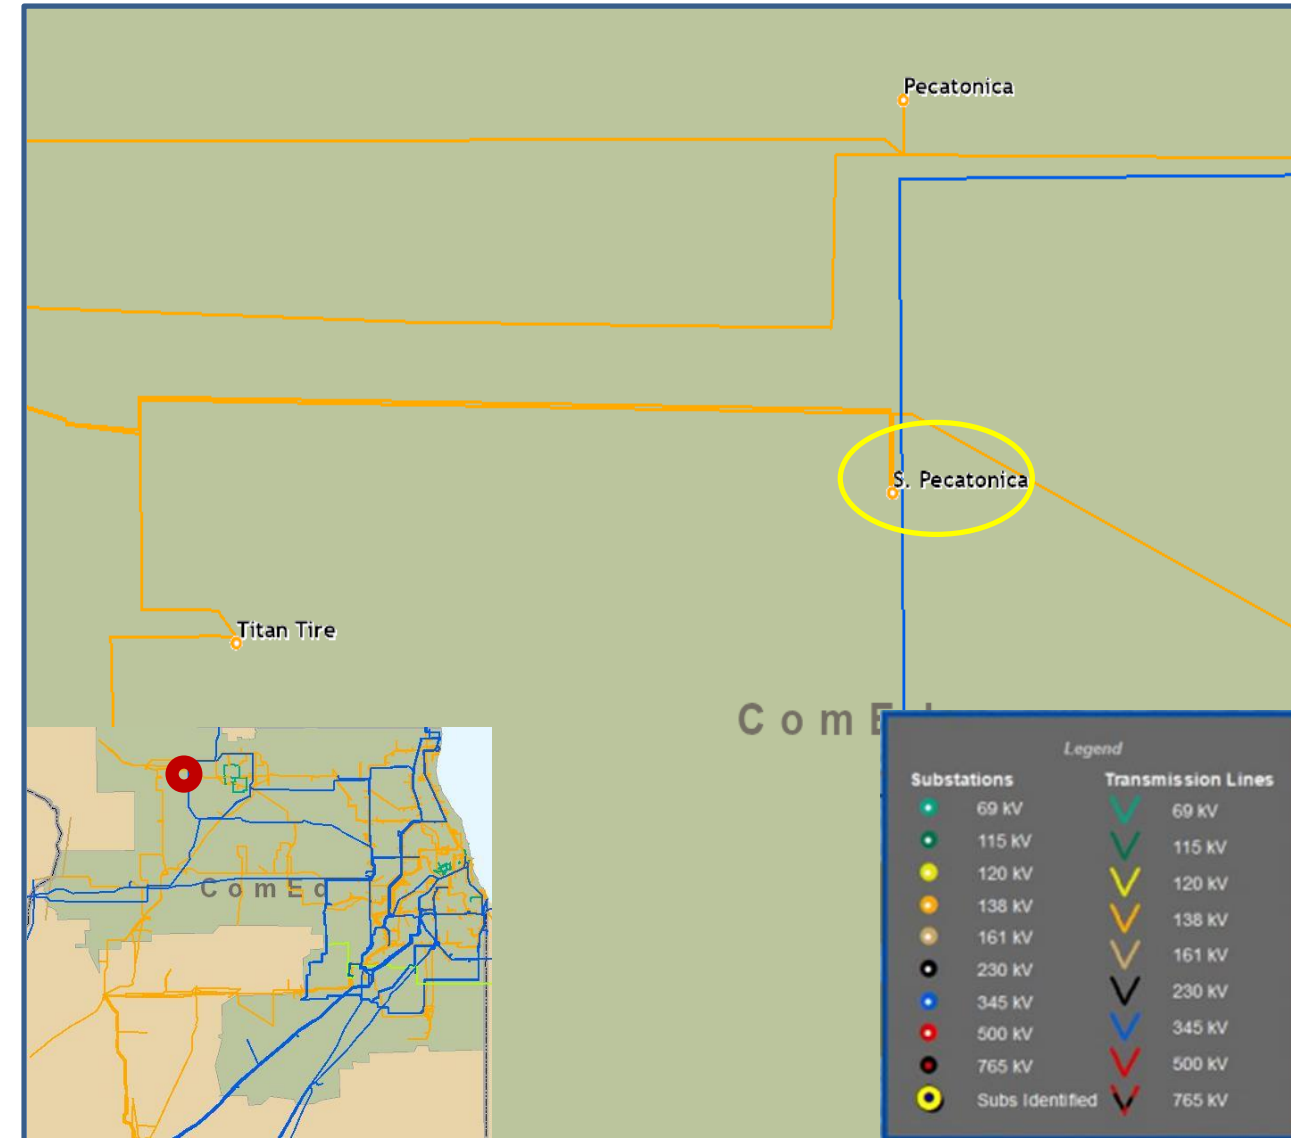 Pecatonica
S. Pecatonica
Titan Tire
ComEd
ComEd
Legend
Substations Transmission Lines
69 kV 69 kV
115 kV 115 kV
120 kV 120 kV
138 kV 138 kV
161 kV 161 kV
230 kV 230 kV
345 kV 345 kV
500 kV 500 kV
765 kV 765 kV
Subs Identified